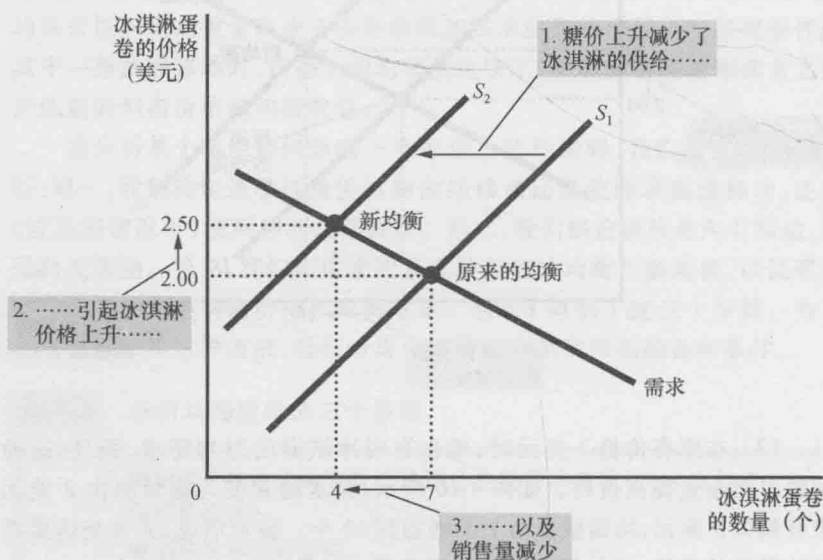 冰淇淋蛋
卷的价格
(美元)
1. 糖价上升减少了
冰淇淋的供给……
S2
S1
2.50
新均衡
2.00
原来的均衡
2. ……引起冰淇淋
价格上升……
需求
0
4
7
冰淇淋蛋卷
的数量（个）
3. ……以及
销售量减少